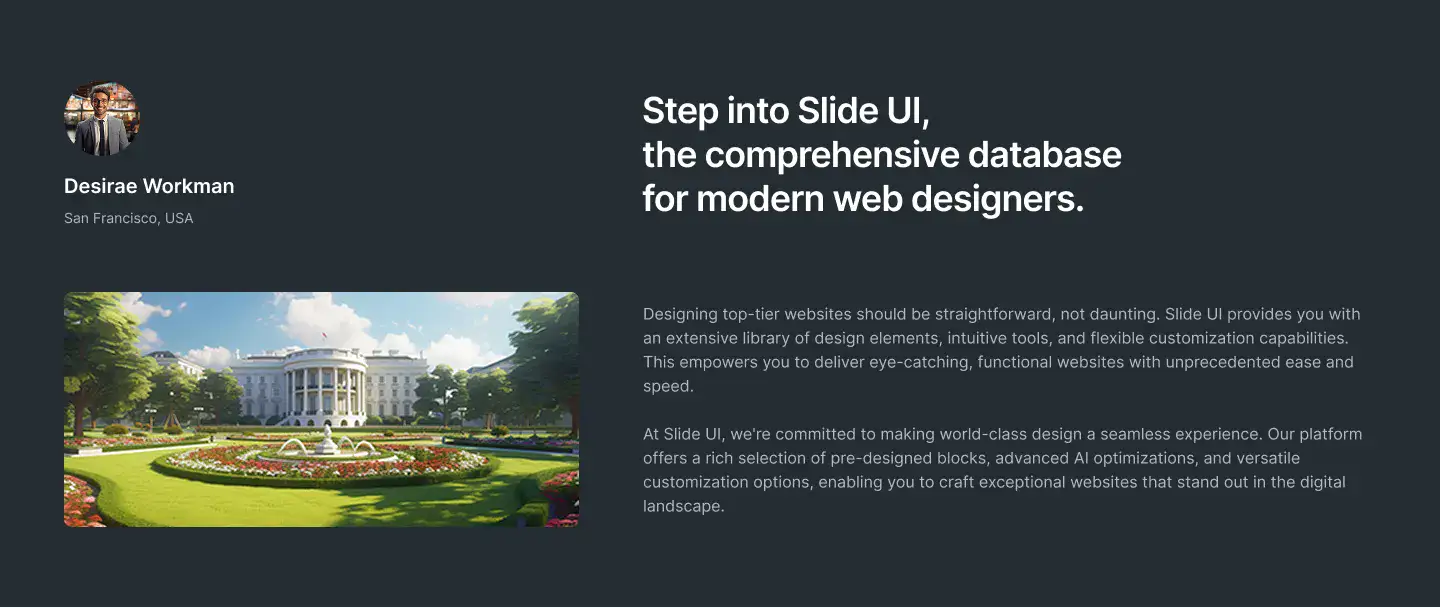 Desirae Workman
San Francisco, USA
Step into Slide UI,
the comprehensive database
for modern web designers.
Designing top-tier websites should be straightforward, not daunting. Slide UI provides you with
an extensive library of design elements, intuitive tools, and flexible customization capabilities.
This empowers you to deliver eye-catching, functional websites with unprecedented ease and
speed.
At Slide UI, we're committed to making world-class design a seamless experience. Our platform
offers a rich selection of pre-designed blocks, advanced AI optimizations, and versatile
customization options, enabling you to craft exceptional websites that stand out in the digital
landscape.